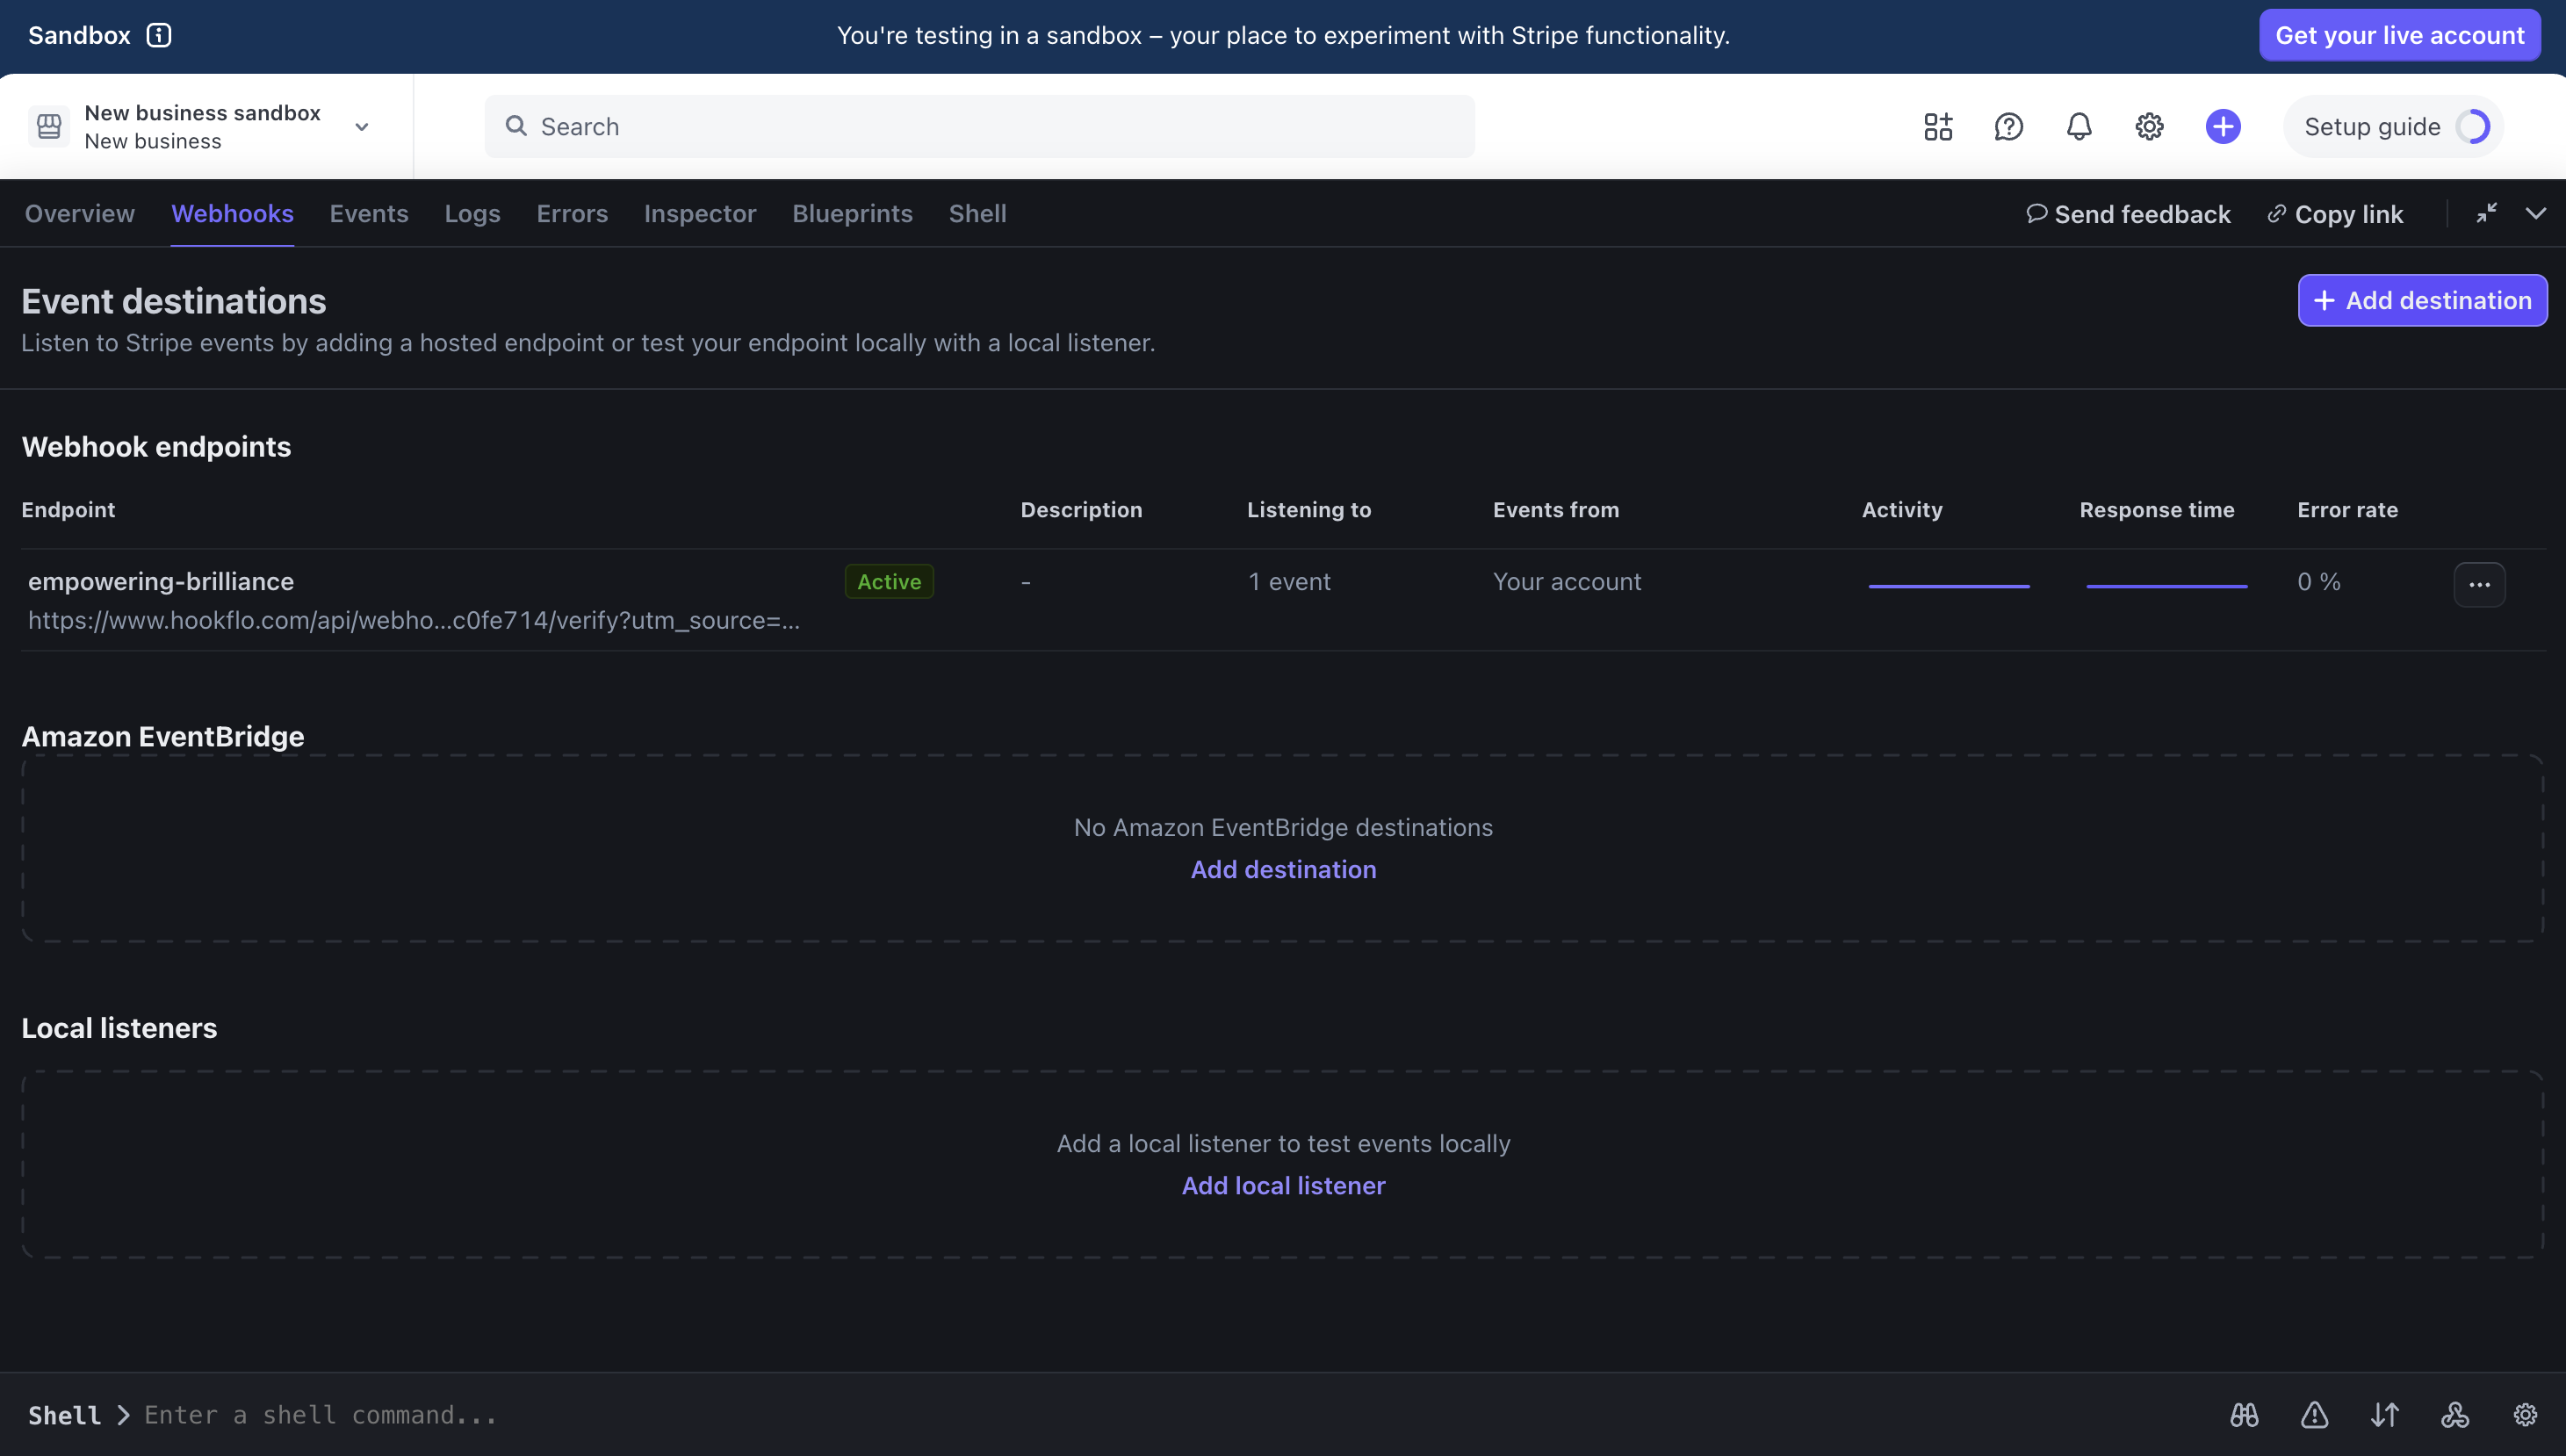 Sandbox
You're testing in a sandbox – your place to experiment with Stripe functionality.
Get your live account
New business sandbox
New business
Search
Setup guide
Overview Webhooks Events Logs Errors Inspector Blueprints Shell
Send feedback Copy link
Event destinations
Add destination
Listen to Stripe events by adding a hosted endpoint or test your endpoint locally with a local listener.
Webhook endpoints
Endpoint Description Listening to Events from Activity Response time Error rate
empowering-brilliance Active - 1 event Your account 0 %
https://www.hookflo.com/api/webho...c0fe714/verify?utm_source=...
Amazon EventBridge
No Amazon EventBridge destinations
Add destination
Local listeners
Add a local listener to test events locally
Add local listener
Shell Enter a shell command...